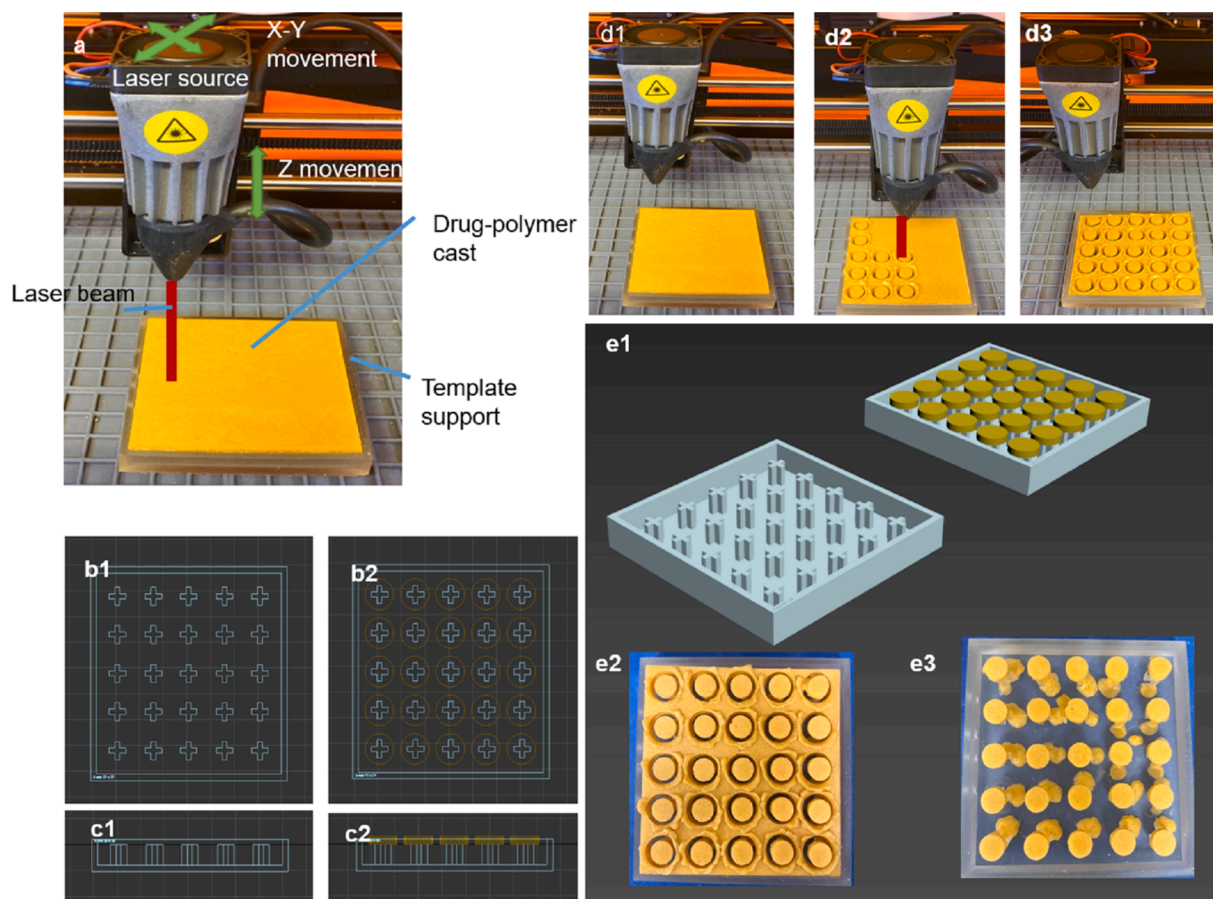 a
X-Y
movement
Laser source
Z movement
Drug-polymer
cast
Laser beam
Template
support
d1
d2
d3
b1
b2
c1
c2
e1
e2
e3